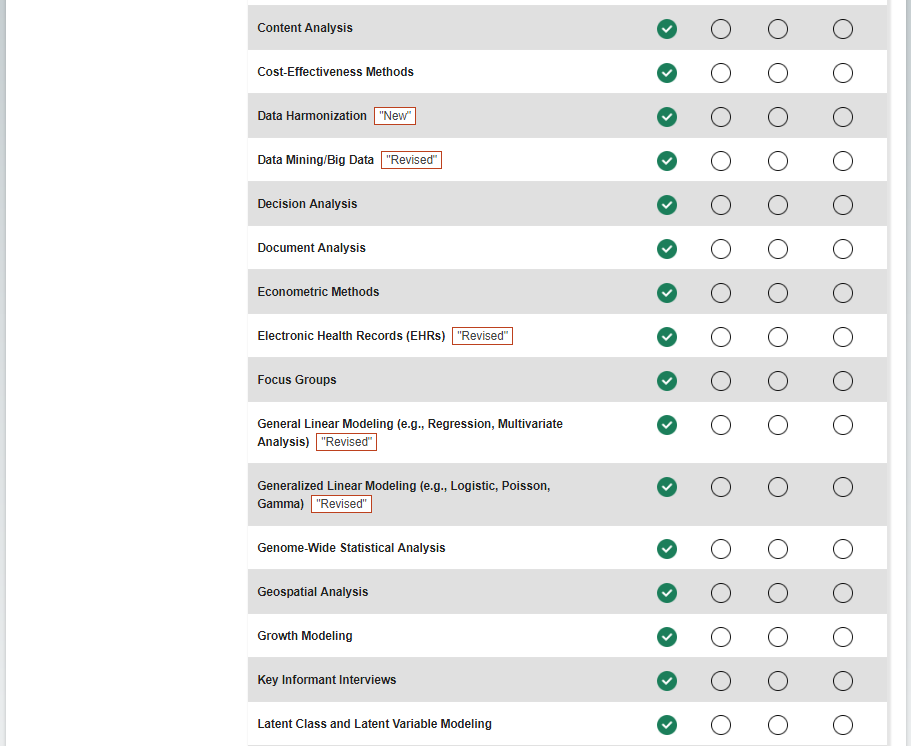 Content Analysis
Cost-Effectiveness Methods
Data Harmonization "New"
Data Mining/Big Data "Revised"
Decision Analysis
Document Analysis
Econometric Methods
Electronic Health Records (EHRs) "Revised"
Focus Groups
General Linear Modeling (e.g., Regression, Multivariate
Analysis) "Revised"
Generalized Linear Modeling (e.g., Logistic, Poisson,
Gamma) "Revised"
Genome-Wide Statistical Analysis
Geospatial Analysis
Growth Modeling
Key Informant Interviews
Latent Class and Latent Variable Modeling